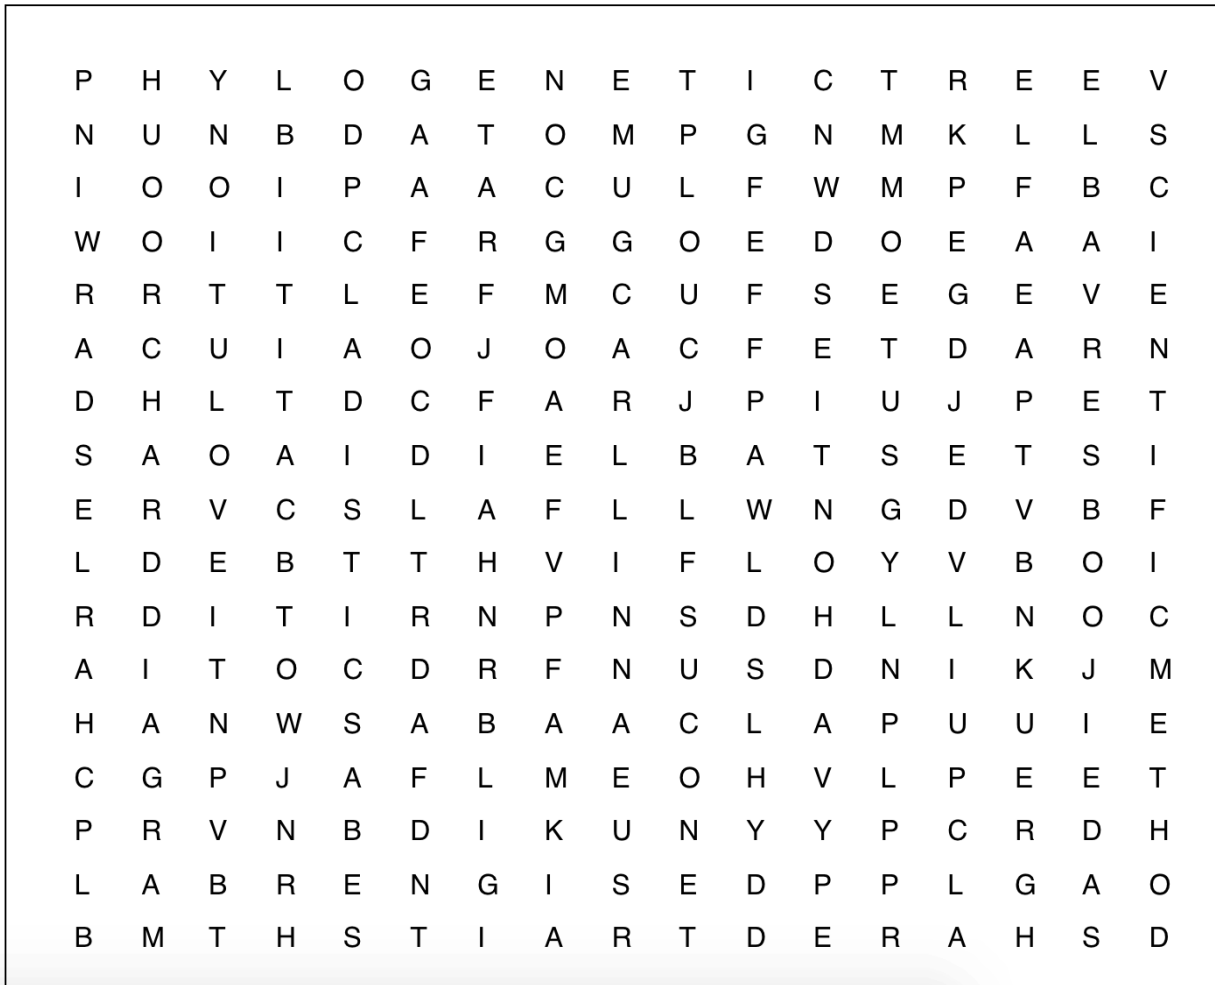 P H Y L O G E N E T I C T R E E V
N U N B D A T O M P G N M K L L S
I O O I P A A C U L F W M P F B C
W O I I C F R G G O E D O E A A I
R R T T L E F M C U F S E G E V E
A C U I A O J O A C F E T D A R N
D H L T D C F A R J P I U J P E T
S A O A I D I E L B A T S E T S I
E R V C S L A F L L W N G D V B F
L D E B T T H V I F L O Y V B O I
R D I T I R N P N S D H L L N O C
A I T O C D R F N U S D N I K J M
H A N W S A B A A C L A P U U I E
C G P J A F L M E O H V L P E E T
P R V N B D I K U N Y Y P C R D H
L A B R E N G I S E D P P L G A O
B M T H S T I A R T D E R A H S D